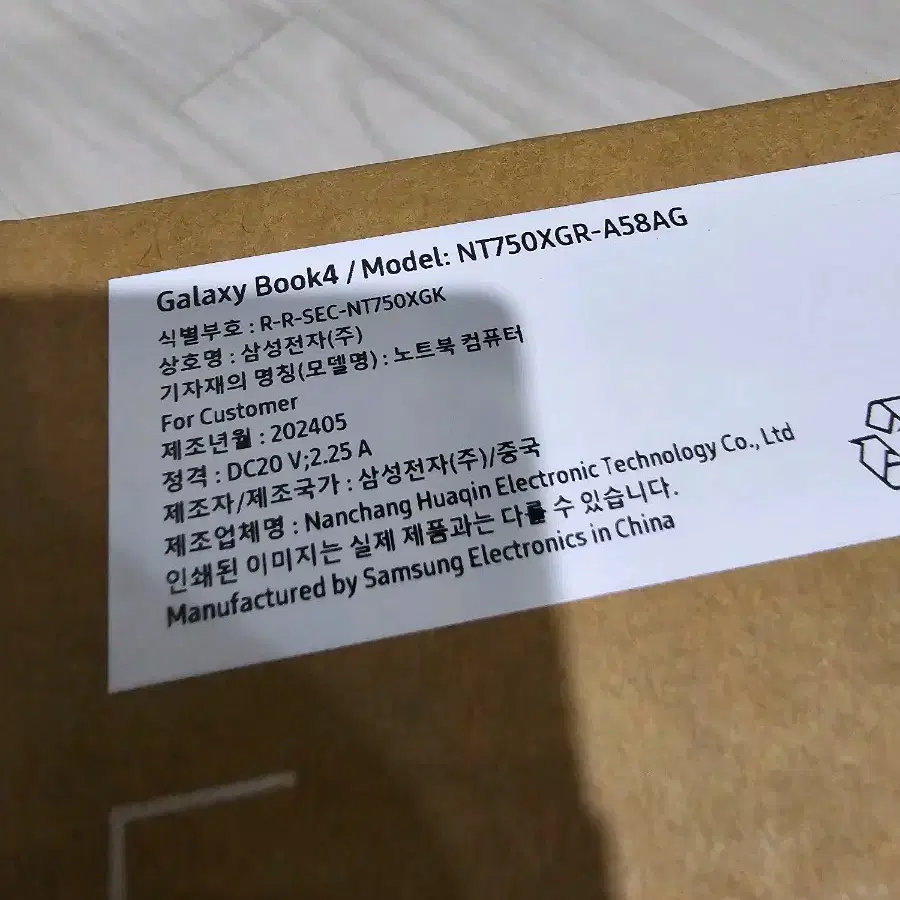 Galaxy Book4 / Model: NT750XGR-A58AG
식별부호 : R-R-SEC-NT750XGK
상호명 : 삼성전자(주)
기자재의 명칭(모델명) : 노트북 컴퓨터
For Customer
제조년월 : 202405
정격 : DC20 V;2.25 A
제조자/제조국가 : 삼성전자(주)/중국
제조업체명 : Nanchang Huaqin Electronic Technology Co., Ltd
인쇄된 이미지는 실제 제품과는 다를 수 있습니다.
Manufactured by Samsung Electronics in China